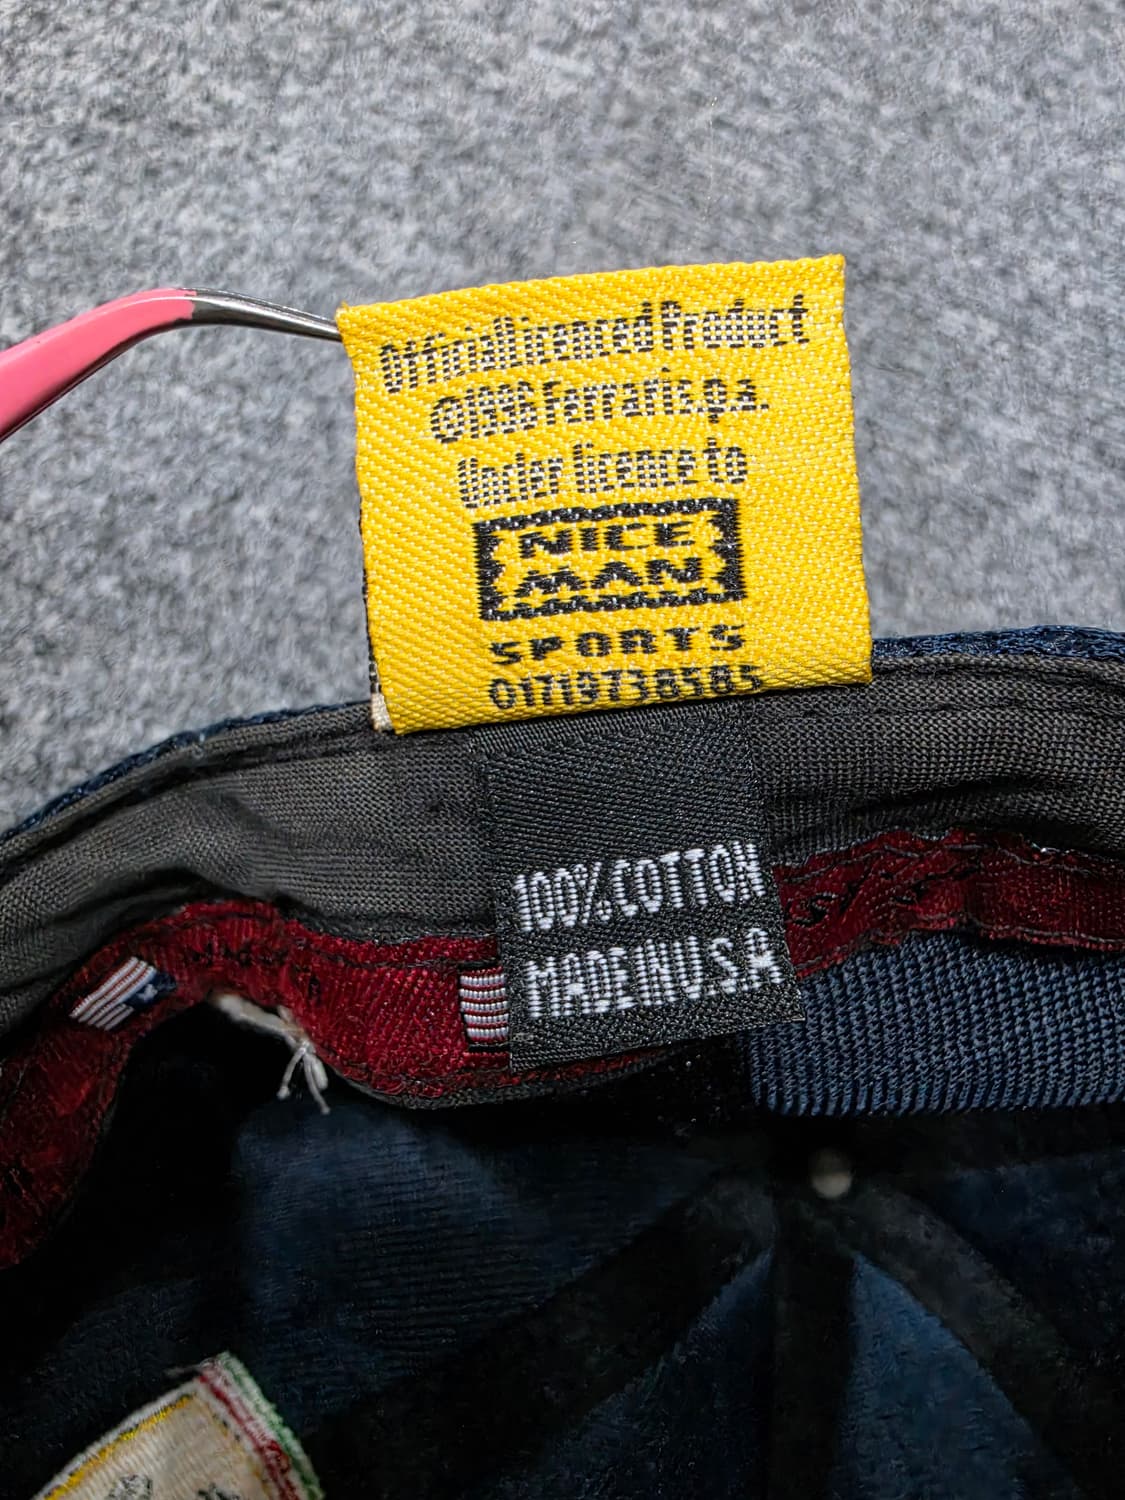 Official licenced Product
©1996 Ferrari s.p.a.
Under licence to
NICE
MAN
SPORTS
01719738585
100% COTTON
MADE IN U.S.A